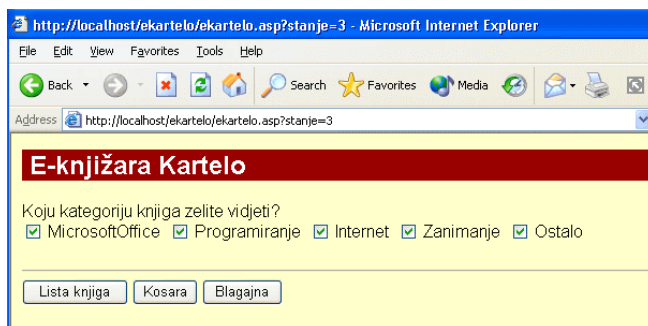 http://localhost/ekartelo/ekartelo.asp?stanje=3 - Microsoft Internet Explorer
File Edit View Favorites Tools Help
Back Search Favorites Media
Address http://localhost/ekartelo/ekartelo.asp?stanje=3
E-knjižara Kartelo
Koju kategoriju knjiga zelite vidjeti?
MicrosoftOffice Programiranje Internet Zanimanje Ostalo
Lista knjiga Kosara Blagajna